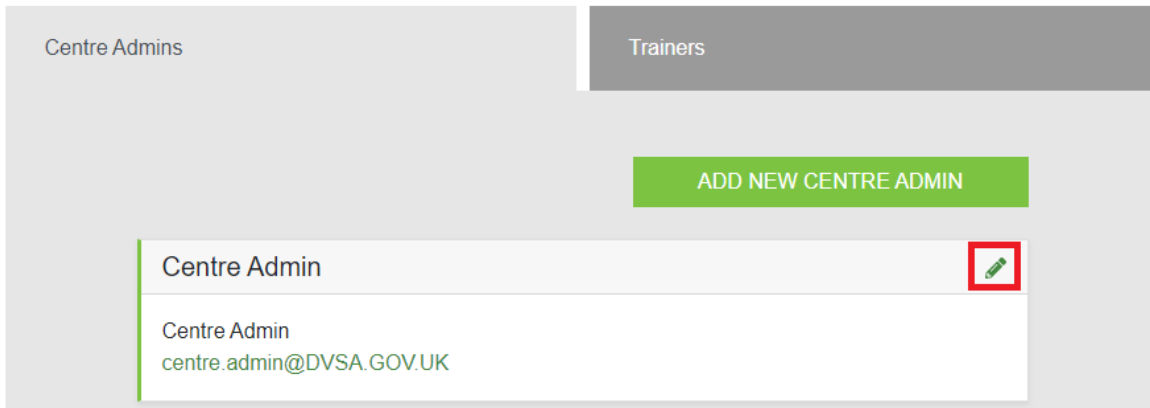 Centre Admins
Trainers
ADD NEW CENTRE ADMIN
Centre Admin
Centre Admin
centre.admin@DVSA.GOV.UK